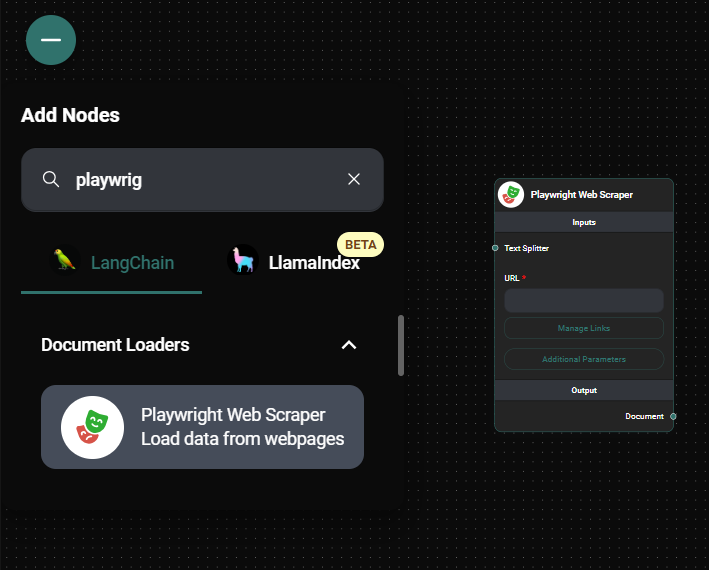 Add Nodes
playwrig
LangChain
LlamaIndex
BETA
Document Loaders
Playwright Web Scraper
Load data from webpages
Playwright Web Scraper
Inputs
Text Splitter
URL *
Manage Links
Additional Parameters
Output
Document